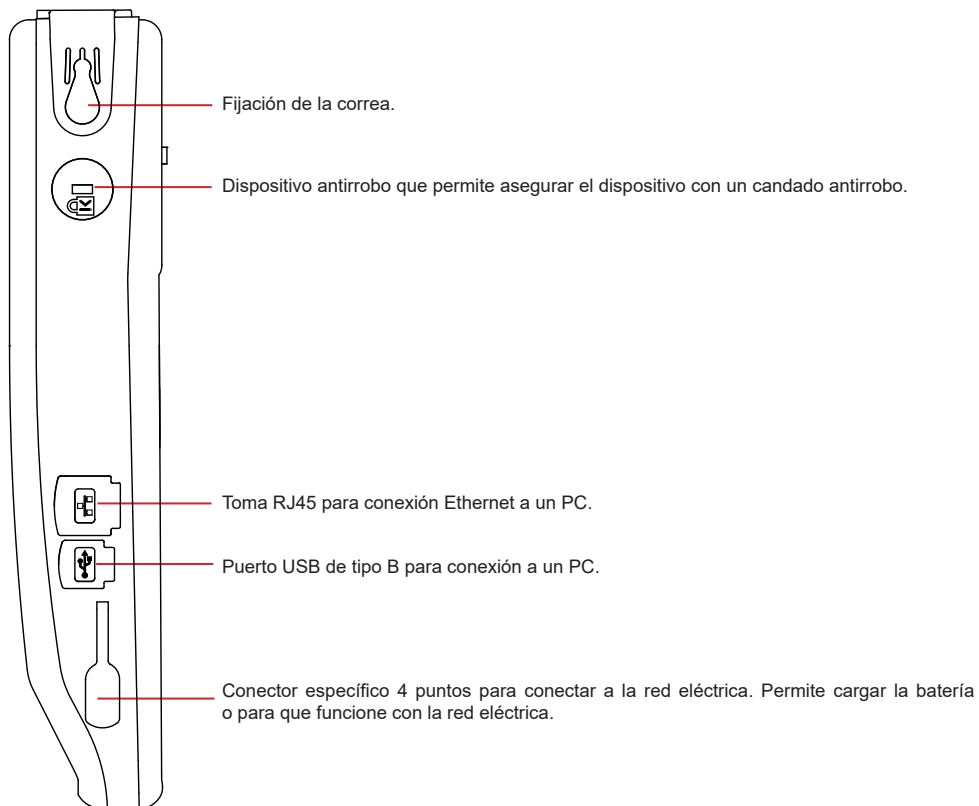 Fijación de la correa.
Dispositivo antirrobo que permite asegurar el dispositivo con un candado antirrobo.
K
Toma RJ45 para conexión Ethernet a un PC.
Puerto USB de tipo B para conexión a un PC.
Conector específico 4 puntos para conectar a la red eléctrica. Permite cargar la batería
o para que funcione con la red eléctrica.